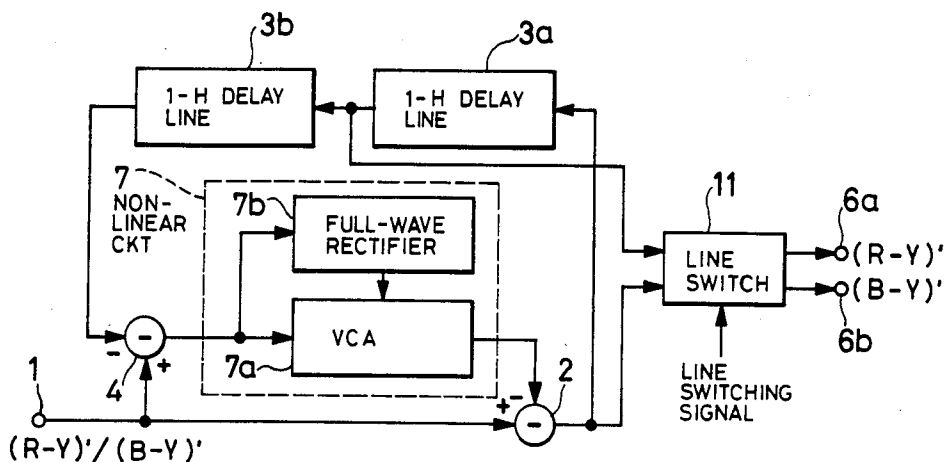 3b
3a
1-H DELAY
LINE
1-H DELAY
LINE
7
NON-
LINEAR
CKT
7b
FULL-WAVE
RECTIFIER
11
LINE
SWITCH
6a
(R-Y)'
(B-Y)'
6b
7a
VCA
-
-
+
4
+
-
-
2
1
(R-Y)'/(B-Y)'
LINE
SWITCHING
SIGNAL